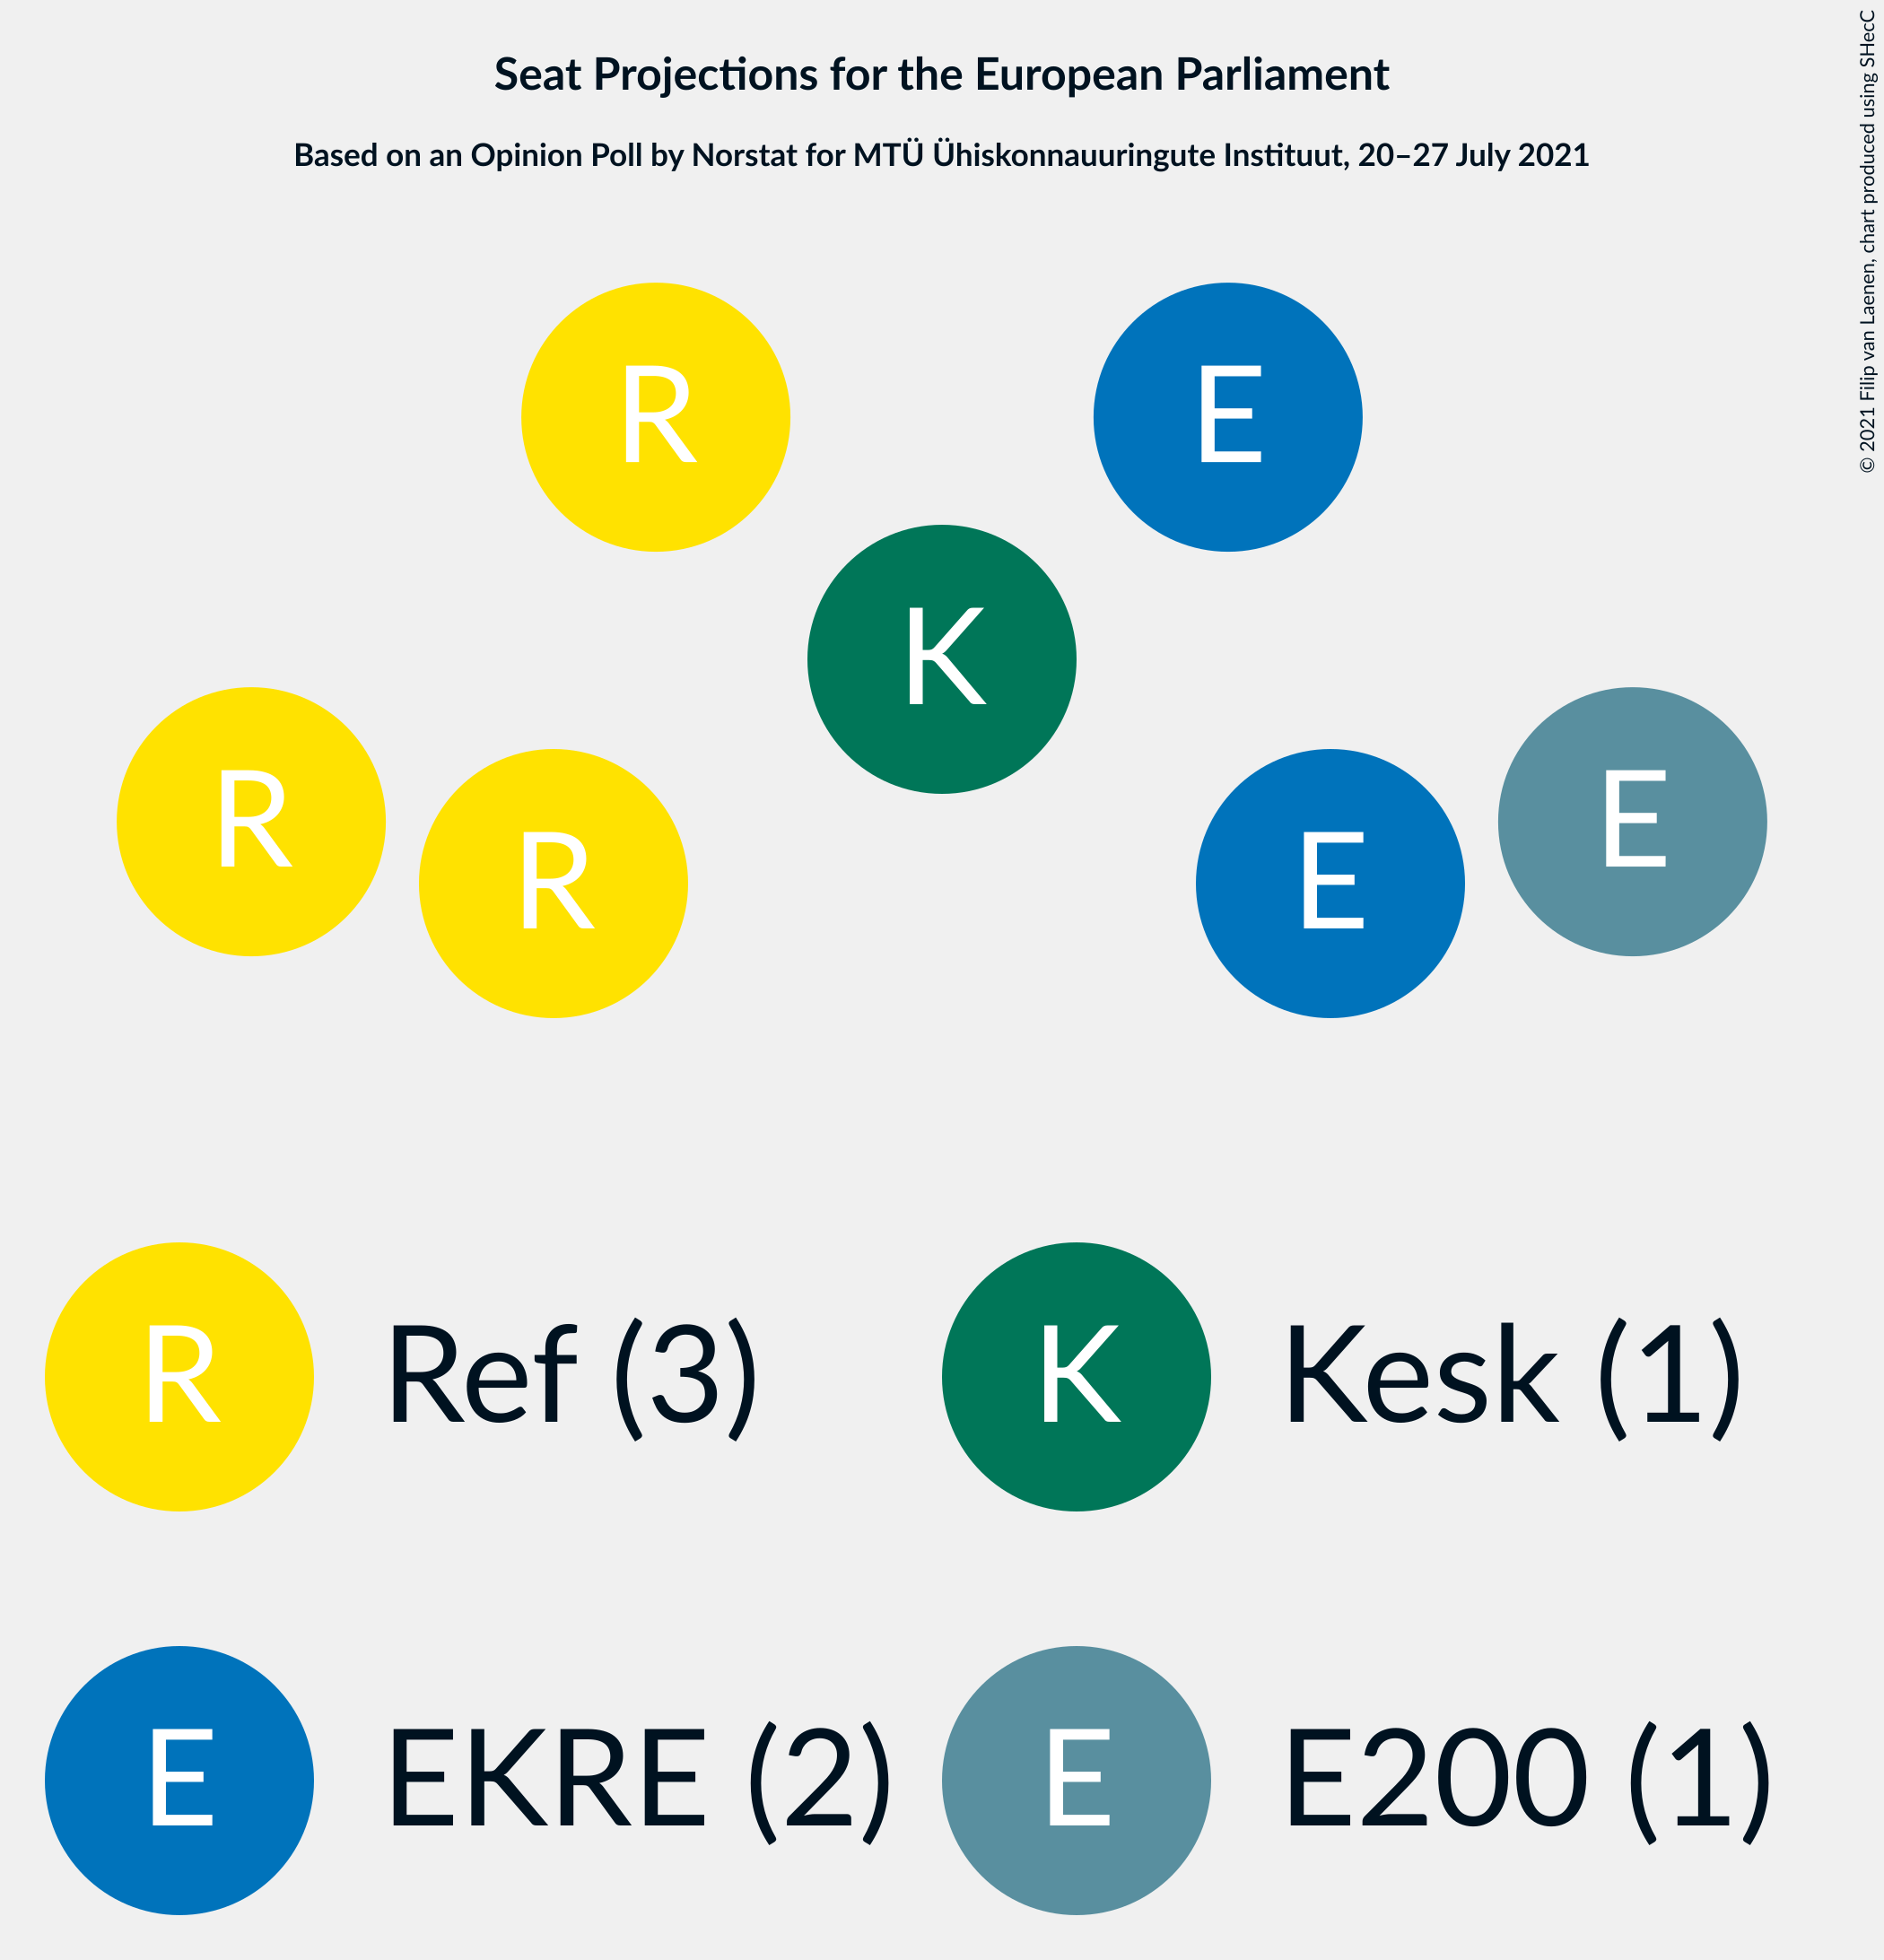 Seat Projections for the European Parliament
Based on an Opinion Poll by Norstat for MTÜ Ühiskonnauuringute Instituut, 20–27 July 2021
© 2021 Filip van Laenen, chart produced using SHecC
R
E
K
R
E
R
E
R
Ref (3)
K
Kesk (1)
E
EKRE (2)
E
E200 (1)